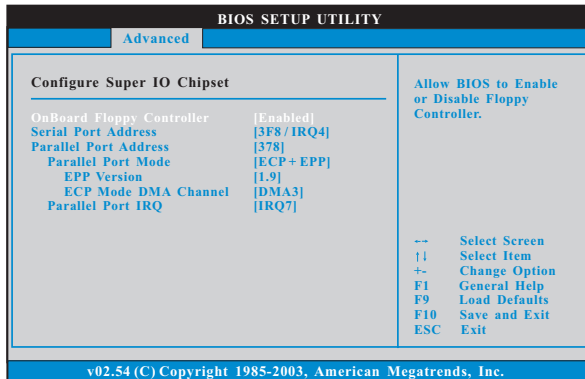 BIOS SETUP UTILITY
Advanced
Configure Super IO Chipset
OnBoard Floppy Controller [Enabled]
Serial Port Address [3F8 / IRQ4]
Parallel Port Address [378]
Parallel Port Mode [ECP + EPP]
EPP Version [1.9]
ECP Mode DMA Channel [DMA3]
Parallel Port IRQ [IRQ7]
Allow BIOS to Enable
or Disable Floppy
Controller.
←→ Select Screen
↑↓ Select Item
+- Change Option
F1 General Help
F9 Load Defaults
F10 Save and Exit
ESC Exit
v02.54 (C) Copyright 1985-2003, American Megatrends, Inc.